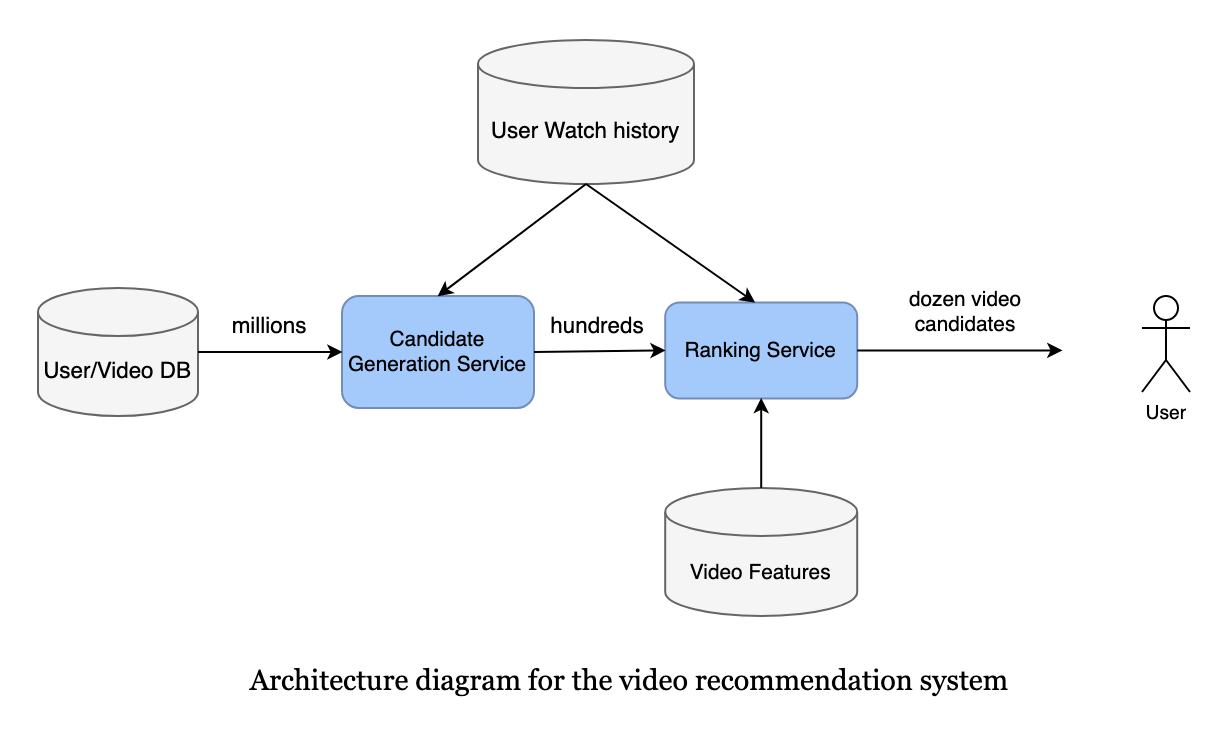 User Watch history
dozen video
candidates
millions
hundreds
Candidate
Generation Service
Ranking Service
User/Video DB
User
Video Features
Architecture diagram for the video recommendation system